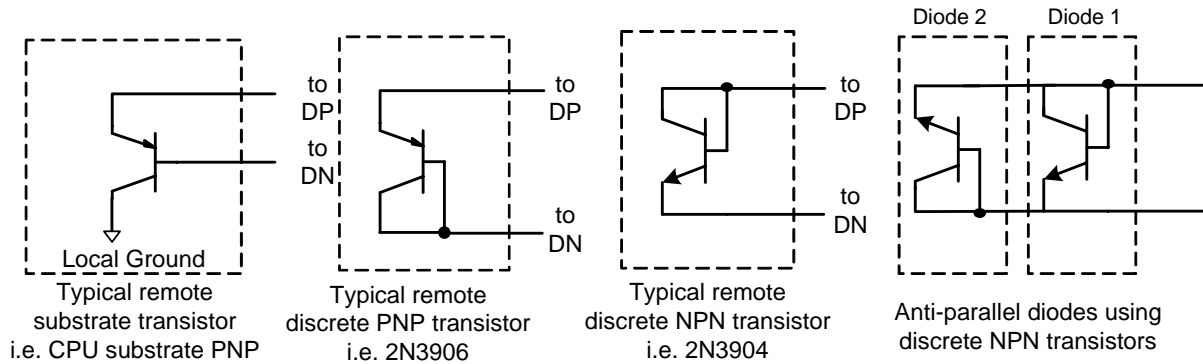 Diode 2
Diode 1
to
DP
to
DN
Local Ground
Typical remote
substrate transistor
i.e. CPU substrate PNP
to
DP
to
DN
Typical remote
discrete PNP transistor
i.e. 2N3906
to
DP
to
DN
Typical remote
discrete NPN transistor
i.e. 2N3904
Anti-parallel diodes using
discrete NPN transistors